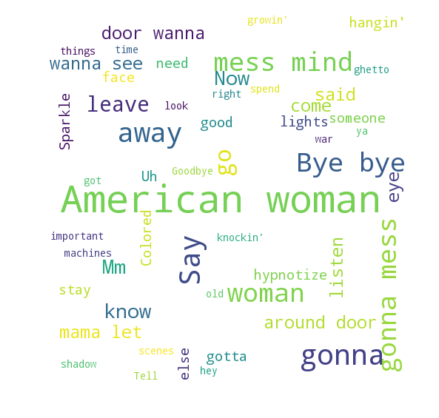 growin'
hangin'
door wanna
things
time
wanna see
need
mess mind
ghetto
face
Now
leave
look
right
spend
come
said
Sparkle
away
good
lights
someone
war
ya
go
Bye bye
Uh
Goodbye
got
eye
American woman
important
machines
Colored
knockin'
Say
Mm
listen
gonna mess
hypnotize
stay
old
woman
know
around door
mama let
scenes
else
gotta
gonna
shadow
Tell
hey